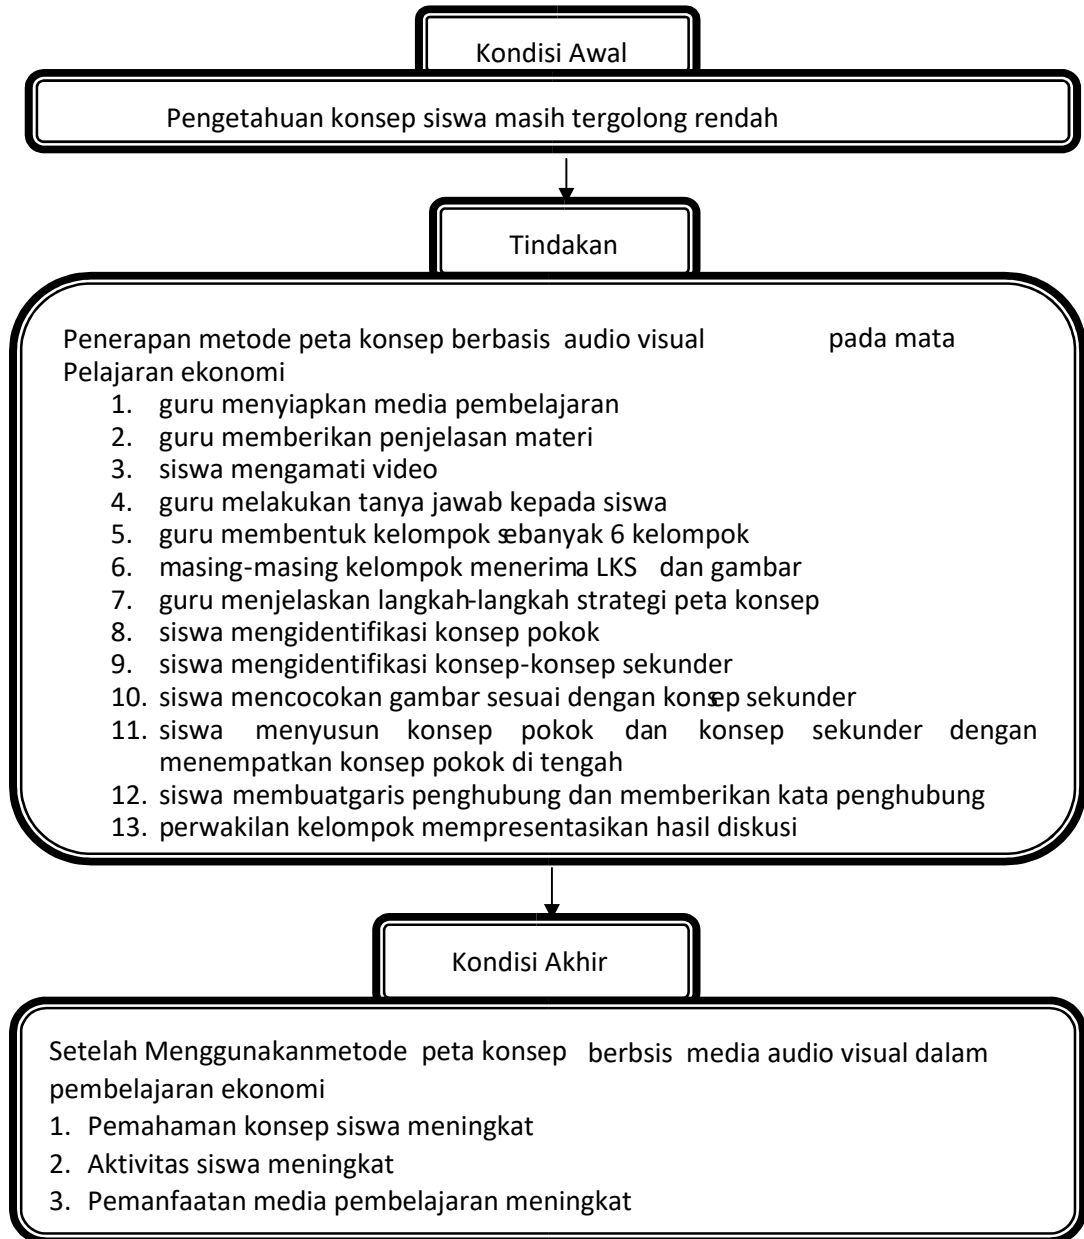 Kondisi Awal
Pengetahuan konsep siswa masih tergolong rendah
Tindakan
Penerapan metode peta konsep berbasis audio visual pada mata
Pelajaran ekonomi
1. guru menyiapkan media pembelajaran
2. guru memberikan penjelasan materi
3. siswa mengamati video
4. guru melakukan tanya jawab kepada siswa
5. guru membentuk kelompok sebanyak 6 kelompok
6. masing-masing kelompok menerima LKS dan gambar
7. guru menjelaskan langkah-langkah strategi peta konsep
8. siswa mengidentifikasi konsep pokok
9. siswa mengidentifikasi konsep-konsep sekunder
10. siswa mencocokan gambar sesuai dengan konsep sekunder
11. siswa menyusun konsep pokok dan konsep sekunder dengan
menempatkan konsep pokok di tengah
12. siswa membuatgaris penghubung dan memberikan kata penghubung
13. perwakilan kelompok mempresentasikan hasil diskusi
Kondisi Akhir
Setelah Menggunakanmetode peta konsep berbsis media audio visual dalam
pembelajaran ekonomi
1. Pemahaman konsep siswa meningkat
2. Aktivitas siswa meningkat
3. Pemanfaatan media pembelajaran meningkat